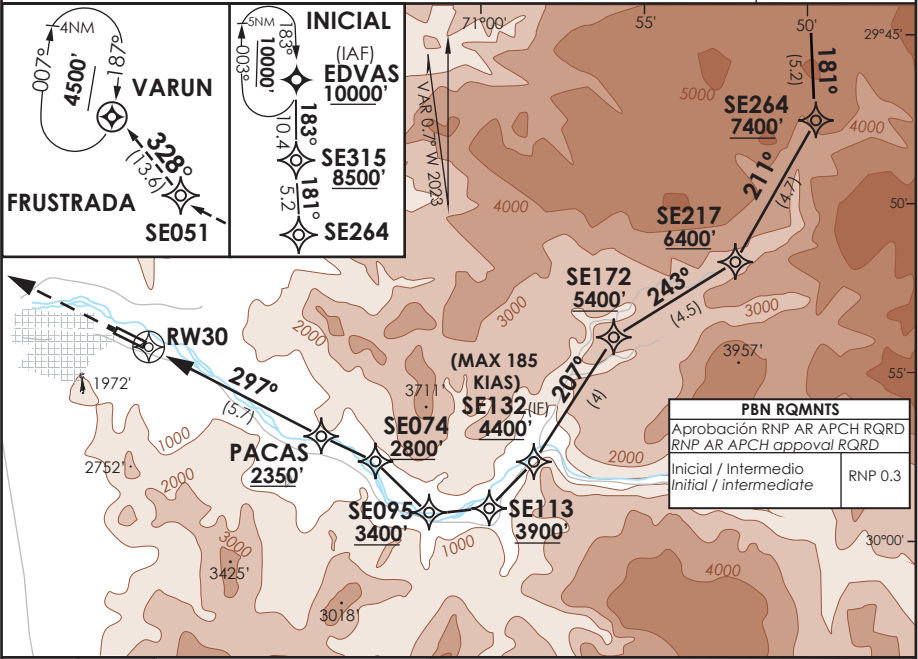 4NM
007°
187°
4500'
VARUN
328°
(13.6)
FRUSTRADA
SE051
5NM
INICIAL
183°
003°
10000'
(IAF)
EDVAS
10000'
183°
10.4
SE315
8500'
181°
5.2
SE264
71°00'
55'
50'
29°45'
VAR 0.7° W 2023
181°
(5.2)
5000
SE264
7400'
4000
211°
(4.7)
4000
50'
SE217
6400'
SE172
5400'
243°
(4.5)
3000
3000
2000
RW30
3957'
(MAX 185
KIAS)
207°
(4)
55'
1972'
297°
(5.7)
3711'
SE132(IF)
4400'
SE074
2800'
PACAS
2350'
1000
2752'
2000
2000
PBN RQMNTS
Aprobación RNP AR APCH RQRD
RNP AR APCH appoval RQRD
Inicial / Intermedio
Initial / intermediate
RNP 0.3
SE095
3400'
SE113
3900'
1000
30°00'
3000
3425'
3018'
4000